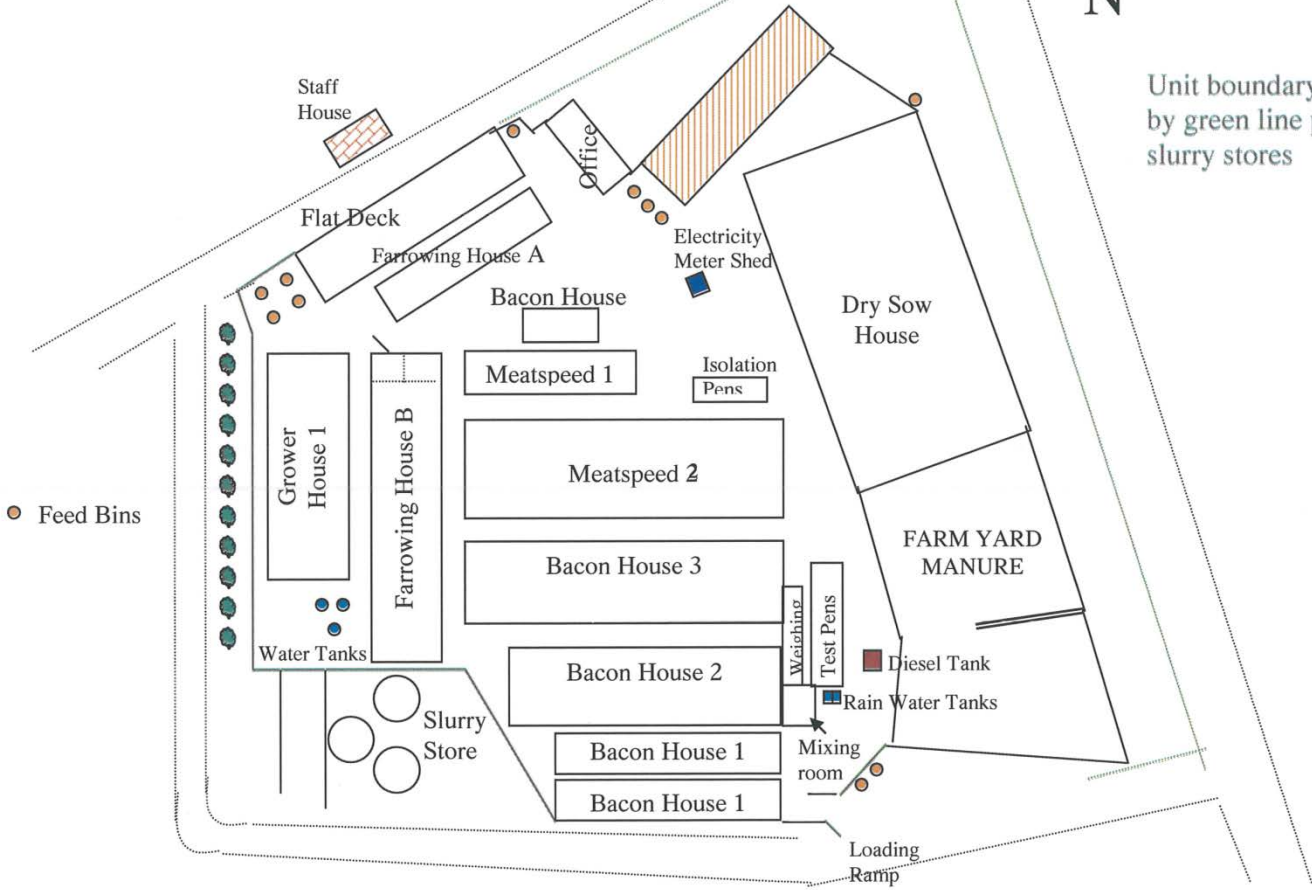 N
Unit boundary
by green line
slurry stores
Staff
House
Office
Flat Deck
Farrowing House A
Electricity
Meter Shed
Bacon House
Dry Sow
House
Meatspeed 1
Isolation
Pens
Grower
House 1
Farrowing House B
Meatspeed 2
Feed Bins
FARM YARD
MANURE
Bacon House 3
Weighing
Test Pens
Water Tanks
Diesel Tank
Bacon House 2
Rain Water Tanks
Slurry
Store
Mixing
room
Bacon House 1
Bacon House 1
Loading
Ramp